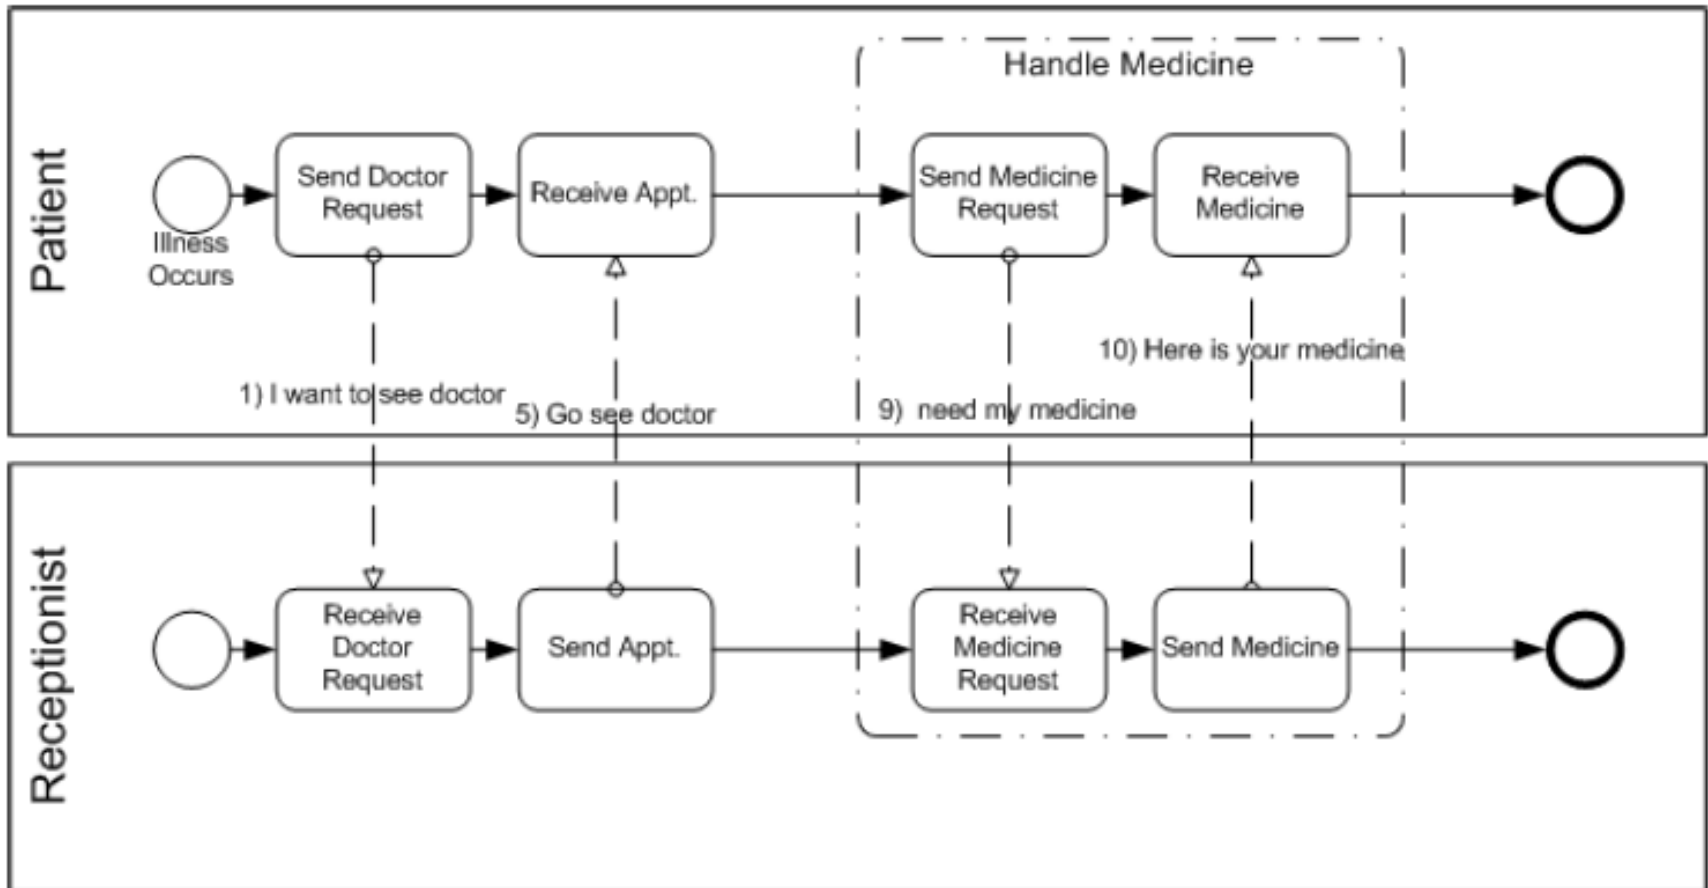 Handle Medicine
Patient
Send Doctor
Request
Receive Appt.
Send Medicine
Request
Receive
Medicine
Illness
Occurs
10) Here is your medicine
1) I want to see doctor
5) Go see doctor
9) need my medicine
Receptionist
Receive
Doctor
Request
Send Appt.
Receive
Medicine
Request
Send Medicine